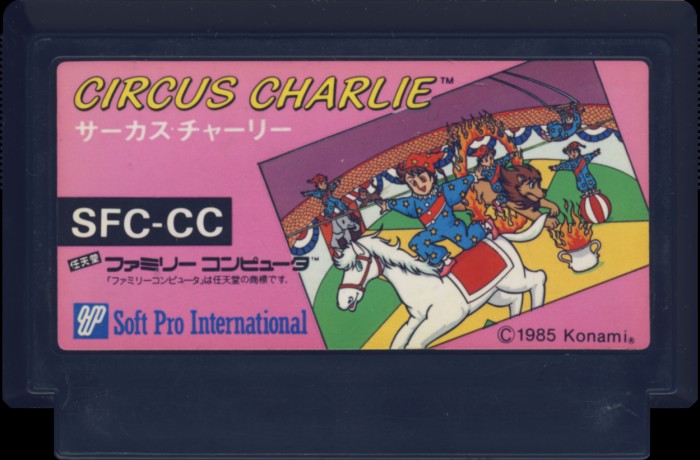 CIRCUS CHARLIE™
サーカス・チャーリー
SFC-CC
任天堂 ファミリー コンピュータ™
「ファミリーコンピュータ」は任天堂の商標です.
SP Soft Pro International
©1985 Konami®